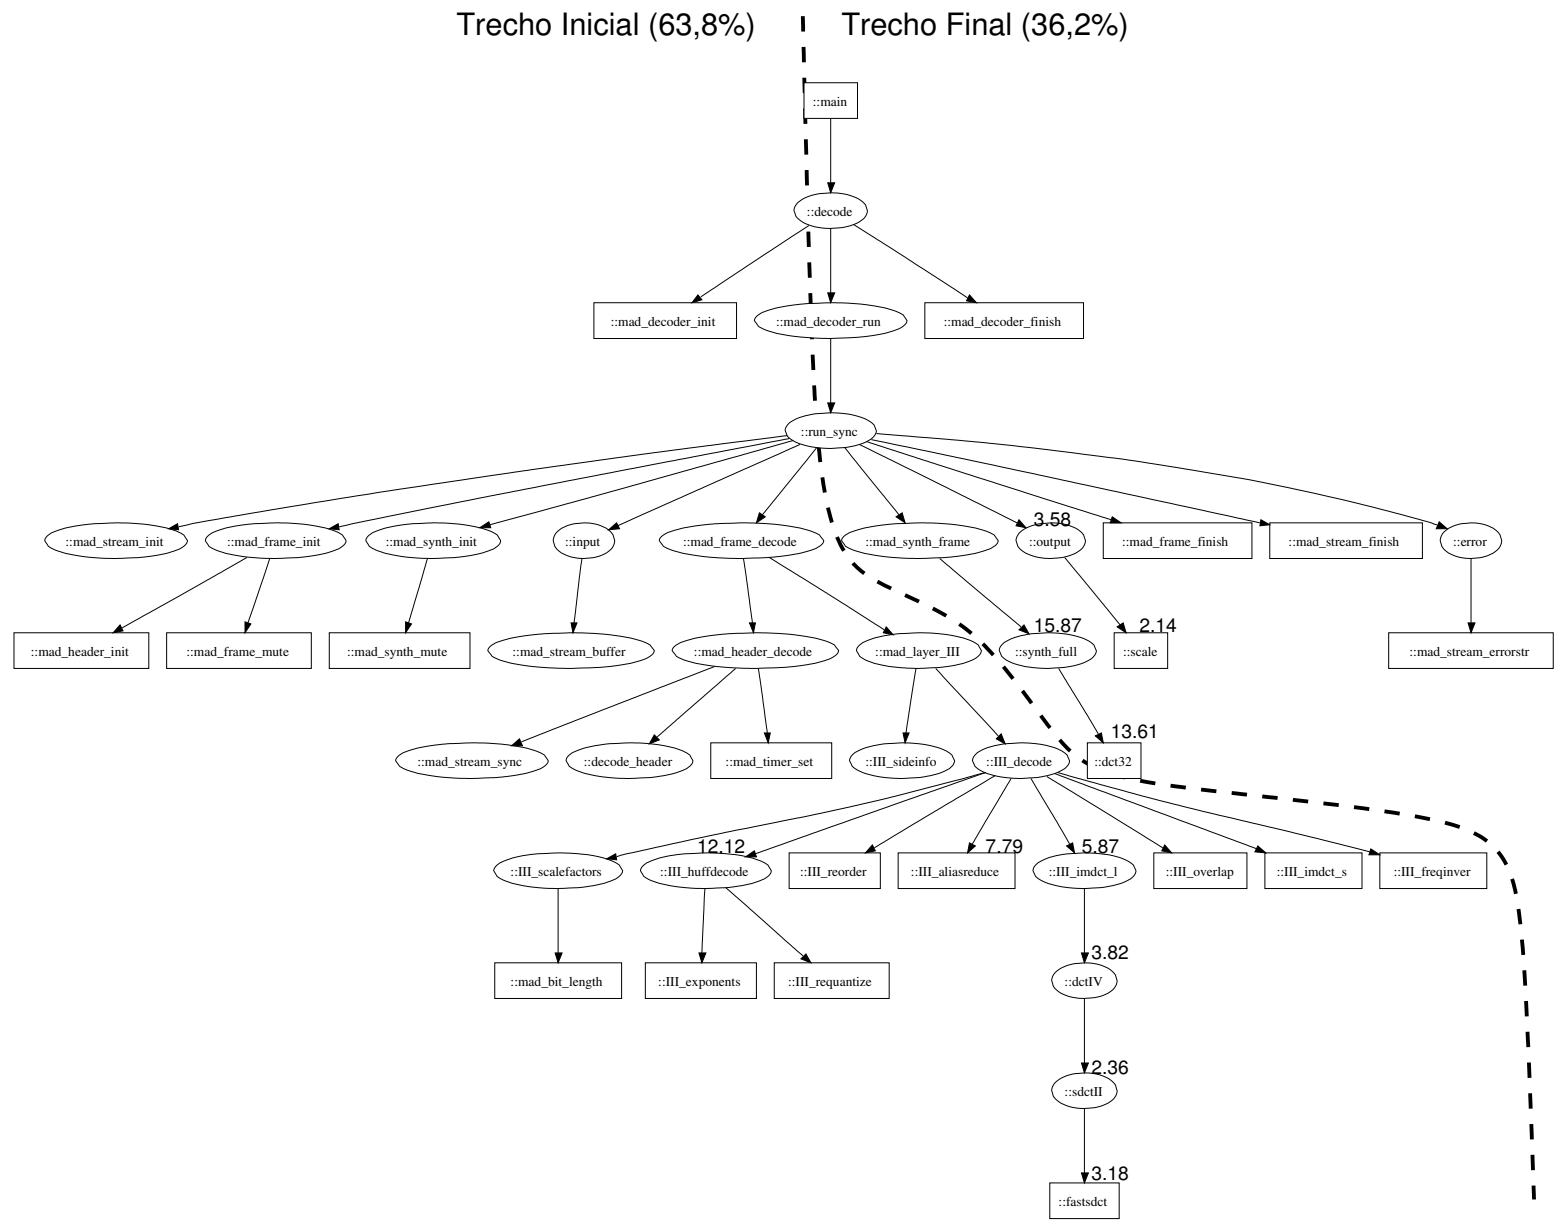 Trecho Inicial (63,8%)
Trecho Final (36,2%)
::main
::decode
::mad_decoder_init
::mad_decoder_run
::mad_decoder_finish
::run_sync
::mad_stream_init
::mad_frame_init
::mad_synth_init
::input
::mad_frame_decode
::mad_synth_frame
3.58
::output
::mad_frame_finish
::mad_stream_finish
::error
::mad_header_init
::mad_frame_mute
::mad_synth_mute
::mad_stream_buffer
::mad_header_decode
::mad_layer_III
15.87
::synth_full
2.14
::scale
::mad_stream_errorstr
::mad_stream_sync
::decode_header
::mad_timer_set
::III_sideinfo
::III_decode
13.61
::dct32
::III_scalefactors
12.12
::III_huffdecode
::III_reorder
7.79
::III_aliasreduce
5.87
::III_imdct_l
::III_overlap
::III_imdct_s
::III_freqinver
::mad_bit_length
::III_exponents
::III_requantize
3.82
::dctIV
2.36
::sdctII
3.18
::fastsdct